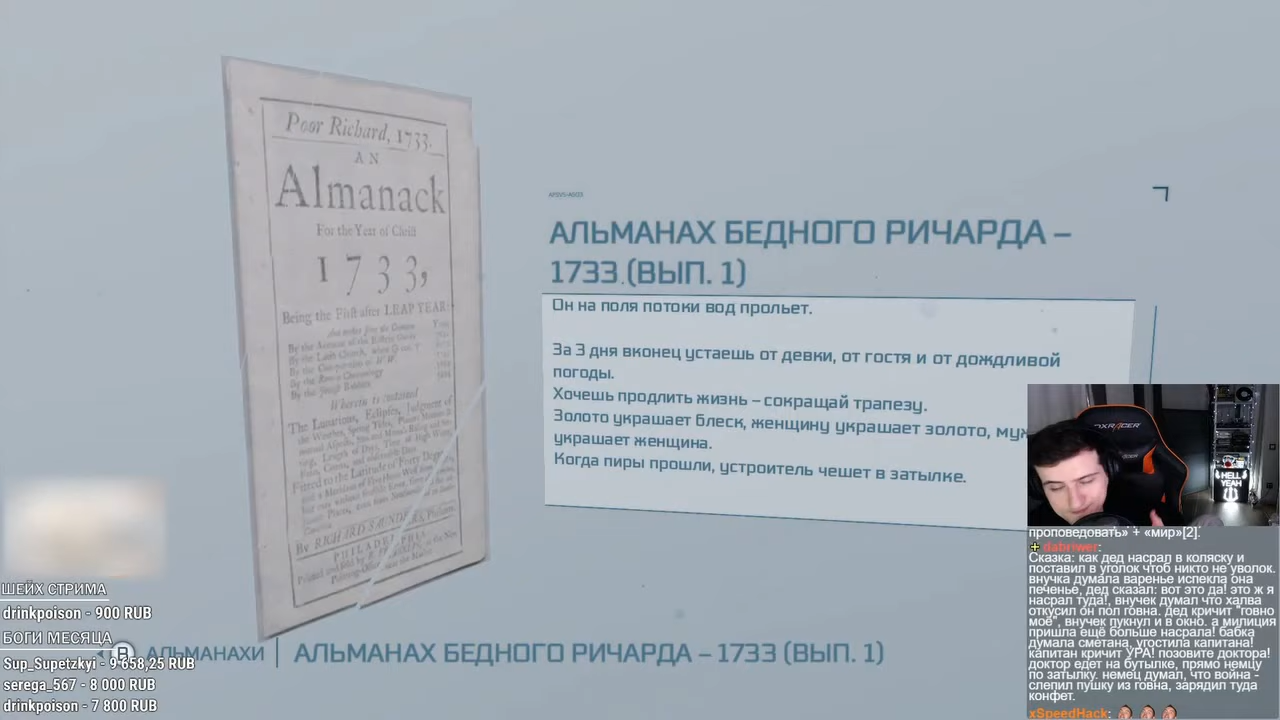 Poor Richard, 1733.
AN
Almanack
For the Year of Christ
1733,
Being the First after LEAP YEAR:
Wherein is contained
By RICHARD SAUNDERS, Philom.
PHILADELPHIA:
AP0V5-A003
АЛЬМАНАХ БЕДНОГО РИЧАРДА –
1733 (ВЫП. 1)
Он на поля потоки вод прольет.
За 3 дня вконец устаешь от девки, от гостя и от дождливой
погоды.
Хочешь продлить жизнь – сокращай трапезу.
Золото украшает блеск, женщину украшает золото, муж
украшает женщина.
Когда пиры прошли, устроитель чешет в затылке.
ШЕЙХ СТРИМА
drinkpoison - 900 RUB
БОГИ МЕСЯЦА
Sup_Supetzkyi - 9 658,25 RUB
serega_567 - 8 000 RUB
drinkpoison - 7 800 RUB
B АЛЬМАНАХИ
АЛЬМАНАХ БЕДНОГО РИЧАРДА – 1733 (ВЫП. 1)
DXRACER
HELL
YEAH
проповедовать» + «мир»[2].
dabriwer:
Сказка: как дед насрал в коляску и
поставил в уголок чтоб никто не уволок.
внучка думала варенье испекла она
печенье, дед сказал: вот это да! это ж я
насрал туда!, внучек думал что халва
откусил он пол говна. дед кричит "говно
моё", внучек пукнул и в окно. а милиция
пришла ещё больше насрала! бабка
думала сметана, угостила капитана!
капитан кричит УРА! позовите доктора!
доктор едет на бутылке, прямо немцу
по затылку. немец думал, что война -
слепил пушку из говна, зарядил туда
конфет.
xSpeedHack: